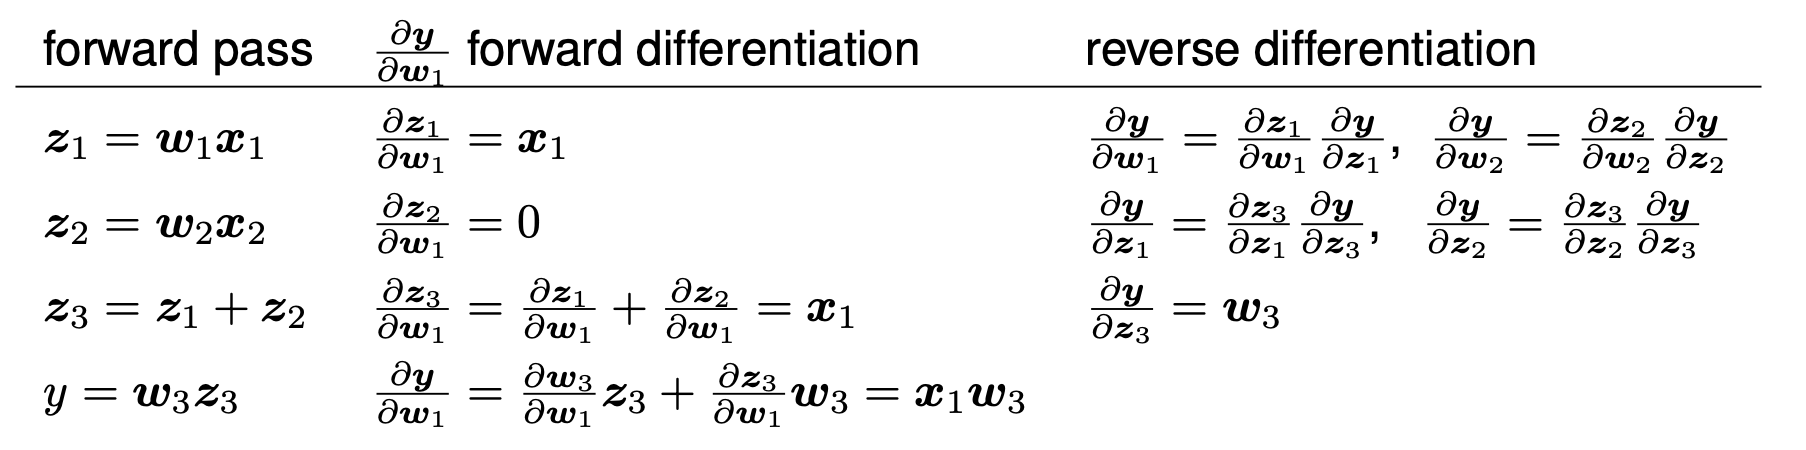 forward pass ∂y/∂w₁ forward differentiation reverse differentiation
z₁ = w₁x₁ ∂z₁/∂w₁ = x₁ ∂y/∂w₁ = ∂z₁/∂w₁ ∂y/∂z₁, ∂y/∂w₂ = ∂z₂/∂w₂ ∂y/∂z₂
z₂ = w₂x₂ ∂z₂/∂w₁ = 0 ∂y/∂z₁ = ∂z₃/∂z₁ ∂y/∂z₃, ∂y/∂z₂ = ∂z₃/∂z₂ ∂y/∂z₃
z₃ = z₁ + z₂ ∂z₃/∂w₁ = ∂z₁/∂w₁ + ∂z₂/∂w₁ = x₁ ∂y/∂z₃ = w₃
y = w₃z₃ ∂y/∂w₁ = ∂w₃/∂w₁ z₃ + ∂z₃/∂w₁ w₃ = x₁w₃